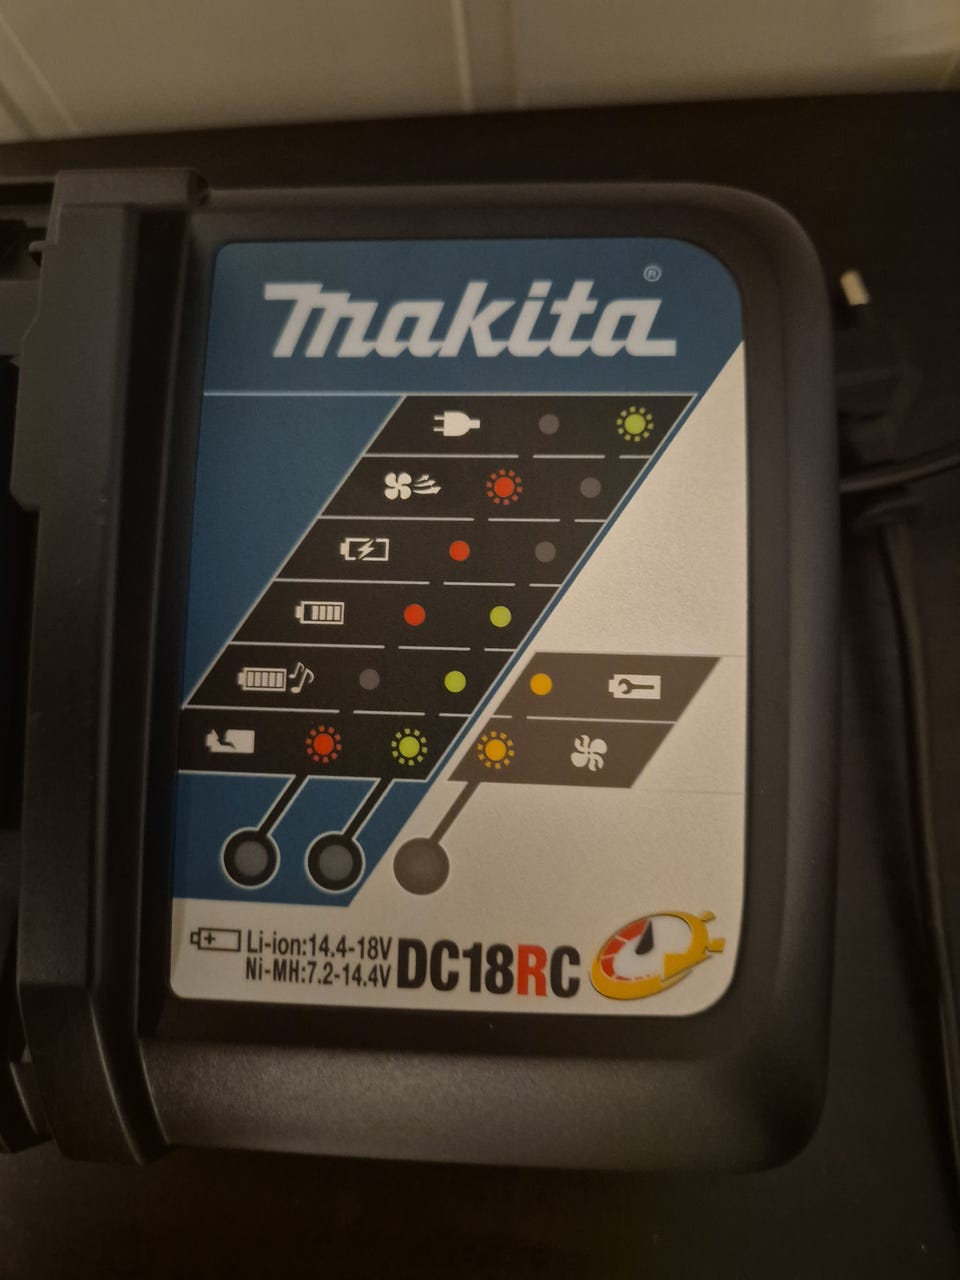 makita®
Li-ion:14.4-18V
Ni-MH:7.2-14.4V
DC18RC